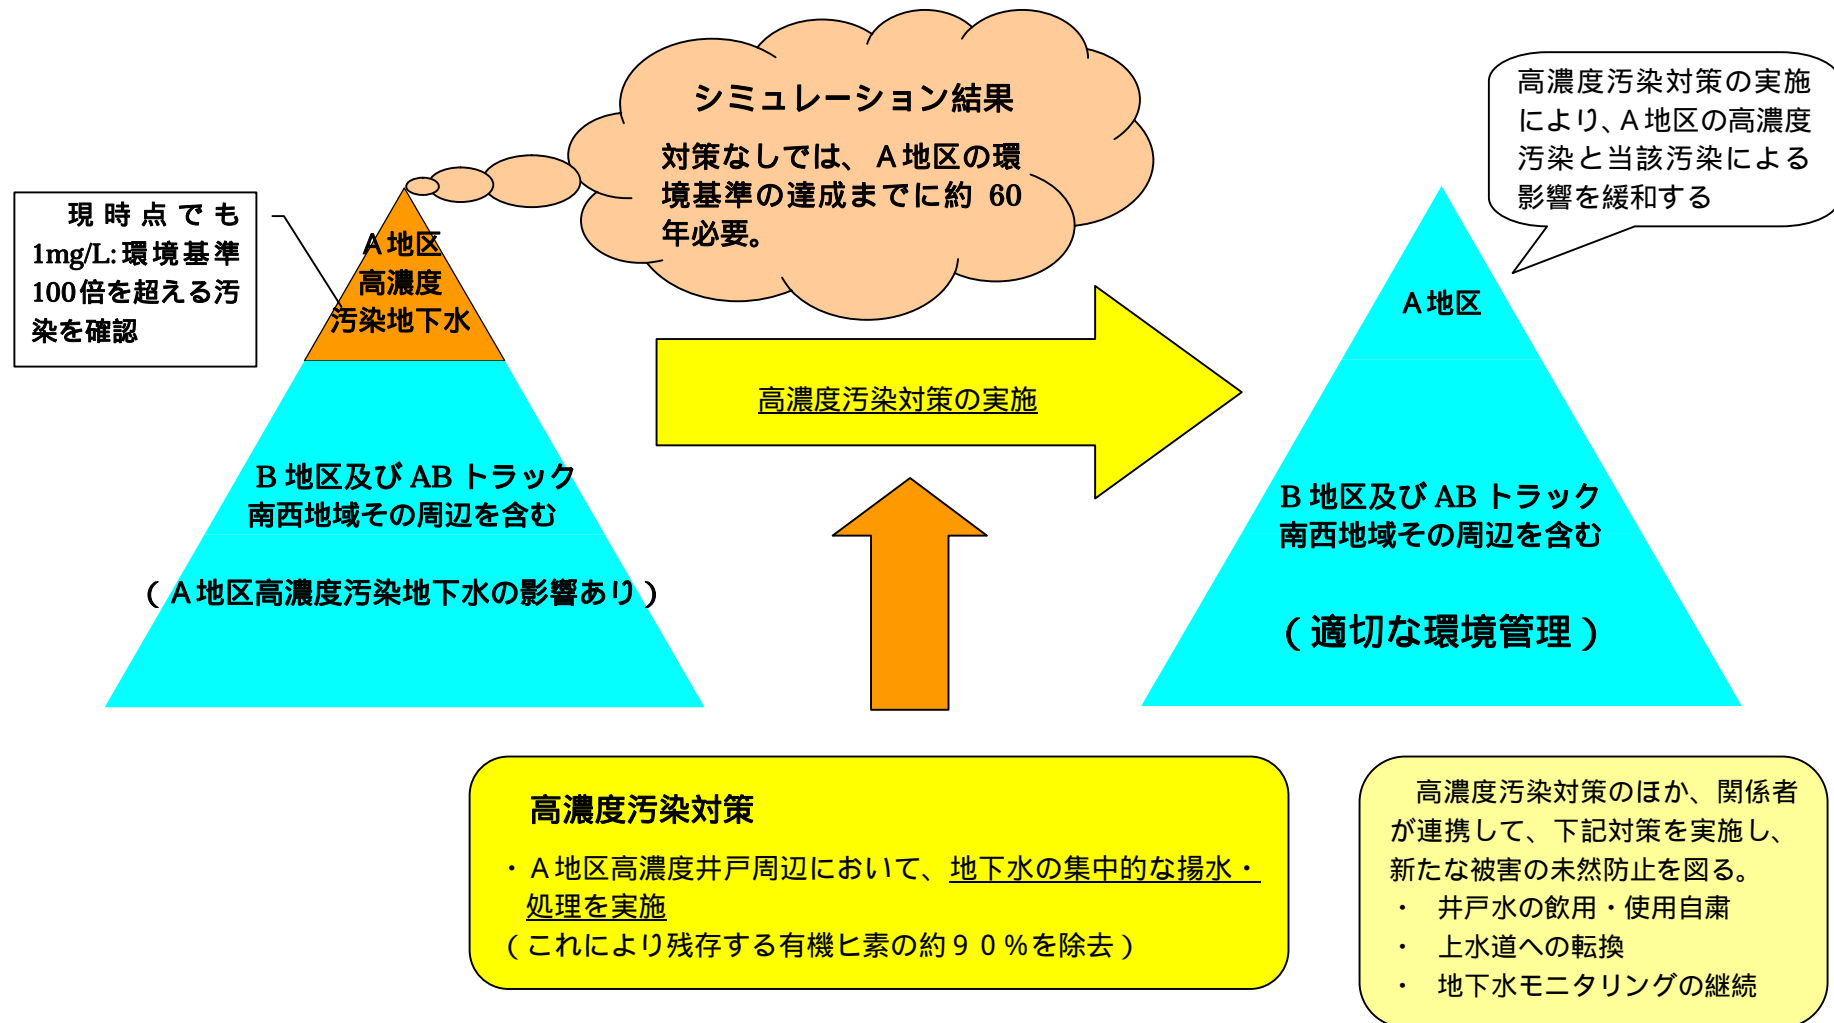 シミュレーション結果
対策なしでは、A地区の環
境基準の達成までに約 60
年必要。
高濃度汚染対策の実施
により、A地区の高濃度
汚染と当該汚染による
影響を緩和する
現時点でも
1mg/L:環境基準
100倍を超える汚
染を確認
A地区
高濃度
汚染地下水
B 地区及び AB トラック
南西地域その周辺を含む
(A地区高濃度汚染地下水の影響あり)
高濃度汚染対策の実施
A地区
B 地区及び AB トラック
南西地域その周辺を含む
(適切な環境管理)
高濃度汚染対策
・A地区高濃度井戸周辺において、地下水の集中的な揚水・
処理を実施
(これにより残存する有機ヒ素の約90%を除去)
高濃度汚染対策のほか、関係者
が連携して、下記対策を実施し、
新たな被害の未然防止を図る。
・ 井戸水の飲用・使用自粛
・ 上水道への転換
・ 地下水モニタリングの継続